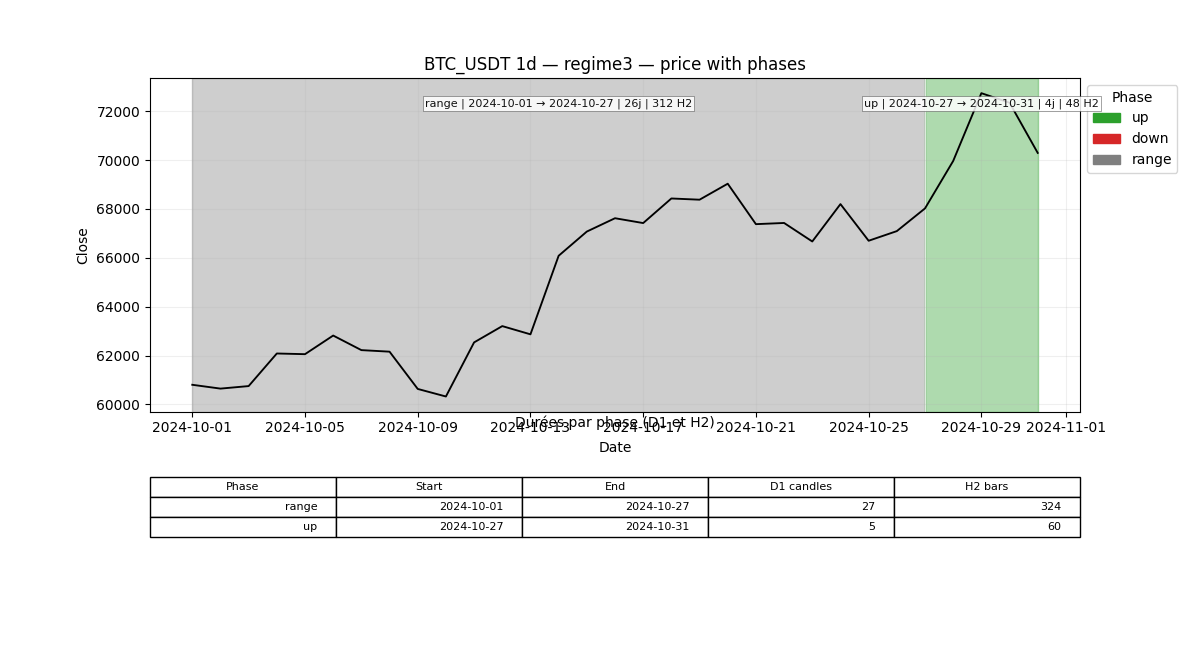 BTC_USDT 1d — regime3 — price with phases
range | 2024-10-01 → 2024-10-27 | 26j | 312 H2
up | 2024-10-27 → 2024-10-31 | 4j | 48 H2
Phase
up
down
range
Close
72000
70000
68000
66000
64000
62000
60000
Durées par phase (D1 et H2)
2024-10-01 2024-10-05 2024-10-09 2024-10-13 2024-10-17 2024-10-21 2024-10-25 2024-10-29 2024-11-01
Date
Phase Start End D1 candles H2 bars
range 2024-10-01 2024-10-27 27 324
up 2024-10-27 2024-10-31 5 60